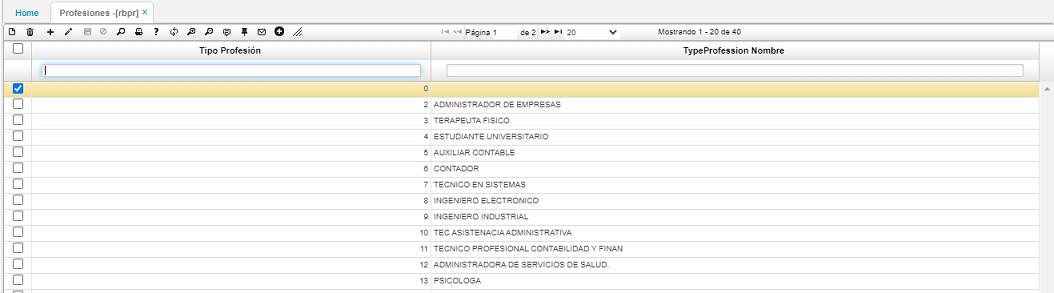 Home Profesiones -[rbpr] ×
Página 1 de 2 20 Mostrando 1 - 20 de 40
Tipo Profesión TypeProfession Nombre
0
2 ADMINISTRADOR DE EMPRESAS
3 TERAPEUTA FISICO
4 ESTUDIANTE UNIVERSITARIO
5 AUXILIAR CONTABLE
6 CONTADOR
7 TECNICO EN SISTEMAS
8 INGENIERO ELECTRONICO
9 INGENIERO INDUSTRIAL
10 TEC ASISTENACIA ADMINISTRATIVA
11 TECNICO PROFESIONAL CONTABILIDAD Y FINAN
12 ADMINISTRADORA DE SERVICIOS DE SALUD.
13 PSICOLOGA